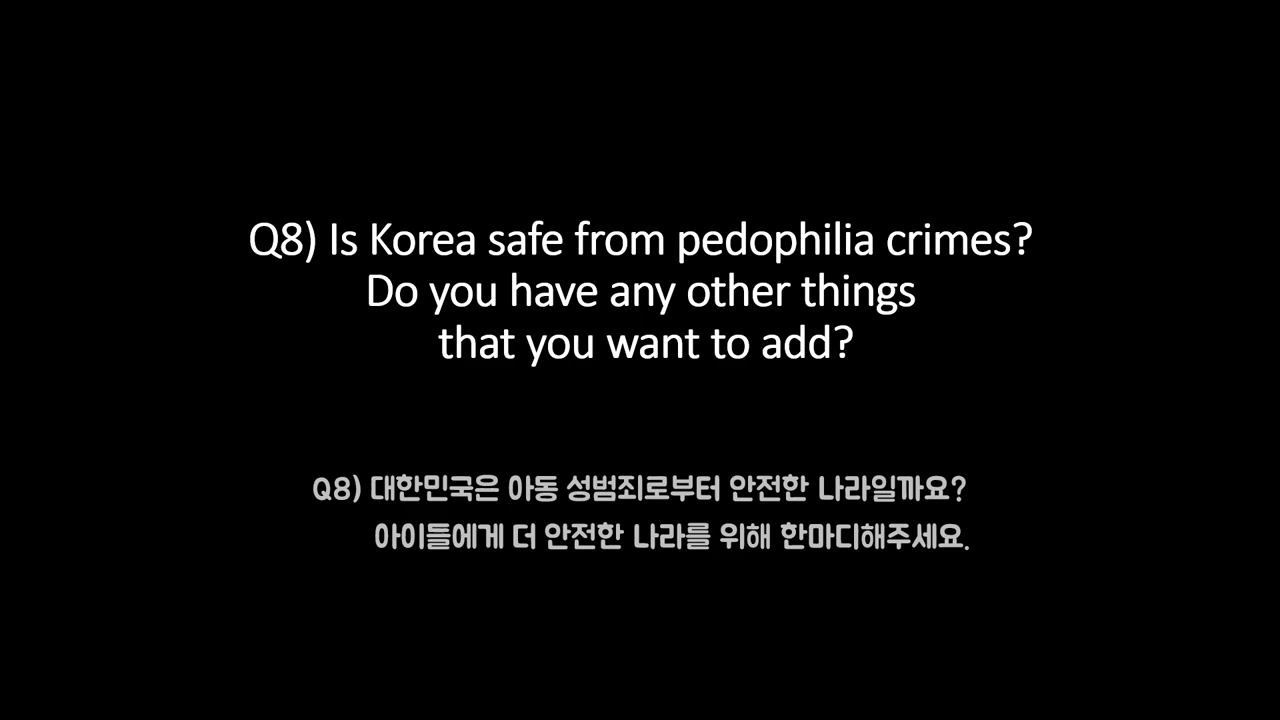 Q8) Is Korea safe from pedophilia crimes?
Do you have any other things
that you want to add?
Q8) 대한민국은 아동 성범죄로부터 안전한 나라일까요?
아이들에게 더 안전한 나라를 위해 한마디해주세요.